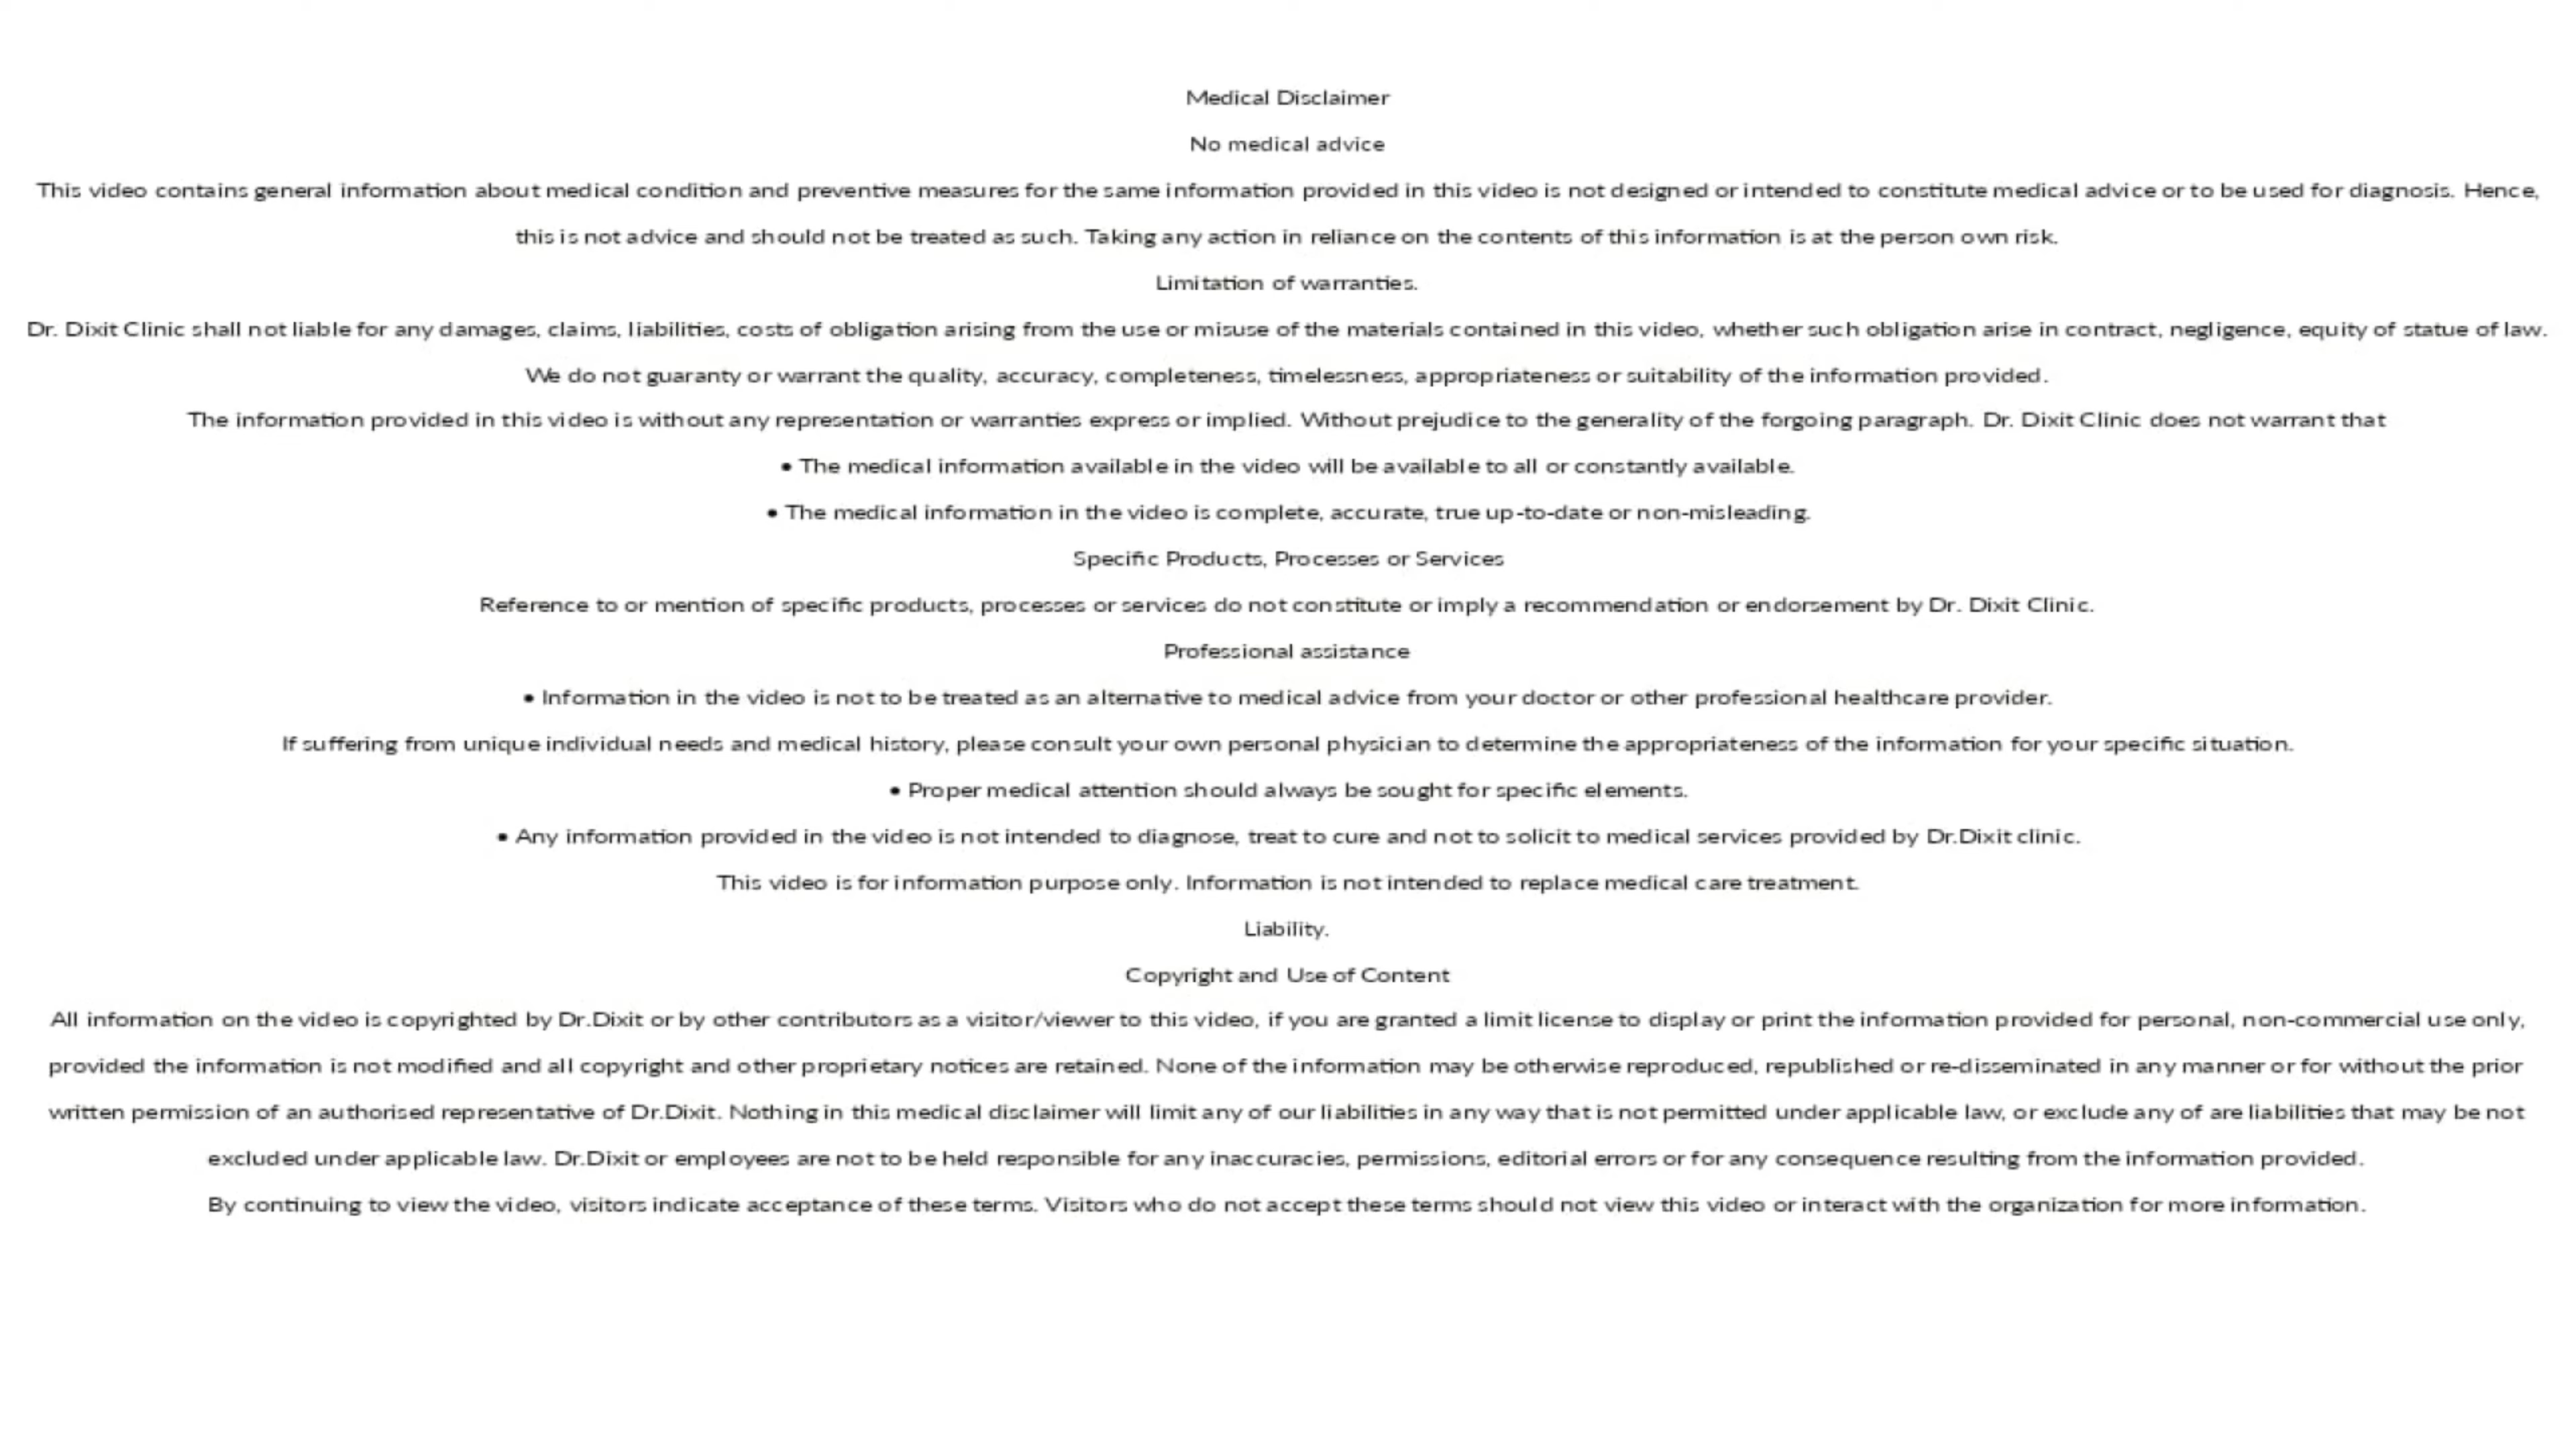 Medical Disclaimer
No medical advice
This video contains general information about medical condition and preventive measures for the same information provided in this video is not designed or intended to constitute medical advice or to be used for diagnosis. Hence,
this is not advice and should not be treated as such. Taking any action in reliance on the contents of this information is at the person own risk.
Limitation of warranties.
Dr. Dixit Clinic shall not liable for any damages, claims, liabilities, costs of obligation arising from the use or misuse of the materials contained in this video, whether such obligation arise in contract, negligence, equity of statue of law.
We do not guaranty or warrant the quality, accuracy, completeness, timelessness, appropriateness or suitability of the information provided.
The information provided in this video is without any representation or warranties express or implied. Without prejudice to the generality of the forgoing paragraph. Dr. Dixit Clinic does not warrant that
• The medical information available in the video will be available to all or constantly available.
• The medical information in the video is complete, accurate, true up-to-date or non-misleading.
Specific Products, Processes or Services
Reference to or mention of specific products, processes or services do not constitute or imply a recommendation or endorsement by Dr. Dixit Clinic.
Professional assistance
• Information in the video is not to be treated as an alternative to medical advice from your doctor or other professional healthcare provider.
If suffering from unique individual needs and medical history, please consult your own personal physician to determine the appropriateness of the information for your specific situation.
• Proper medical attention should always be sought for specific elements.
• Any information provided in the video is not intended to diagnose, treat to cure and not to solicit to medical services provided by Dr.Dixit clinic.
This video is for information purpose only. Information is not intended to replace medical care treatment.
Liability.
Copyright and Use of Content
All information on the video is copyrighted by Dr.Dixit or by other contributors as a visitor/viewer to this video, if you are granted a limit license to display or print the information provided for personal, non-commercial use only,
provided the information is not modified and all copyright and other proprietary notices are retained. None of the information may be otherwise reproduced, republished or re-disseminated in any manner or for without the prior
written permission of an authorised representative of Dr.Dixit. Nothing in this medical disclaimer will limit any of our liabilities in any way that is not permitted under applicable law, or exclude any of are liabilities that may be not
excluded under applicable law. Dr.Dixit or employees are not to be held responsible for any inaccuracies, permissions, editorial errors or for any consequence resulting from the information provided.
By continuing to view the video, visitors indicate acceptance of these terms. Visitors who do not accept these terms should not view this video or interact with the organization for more information.